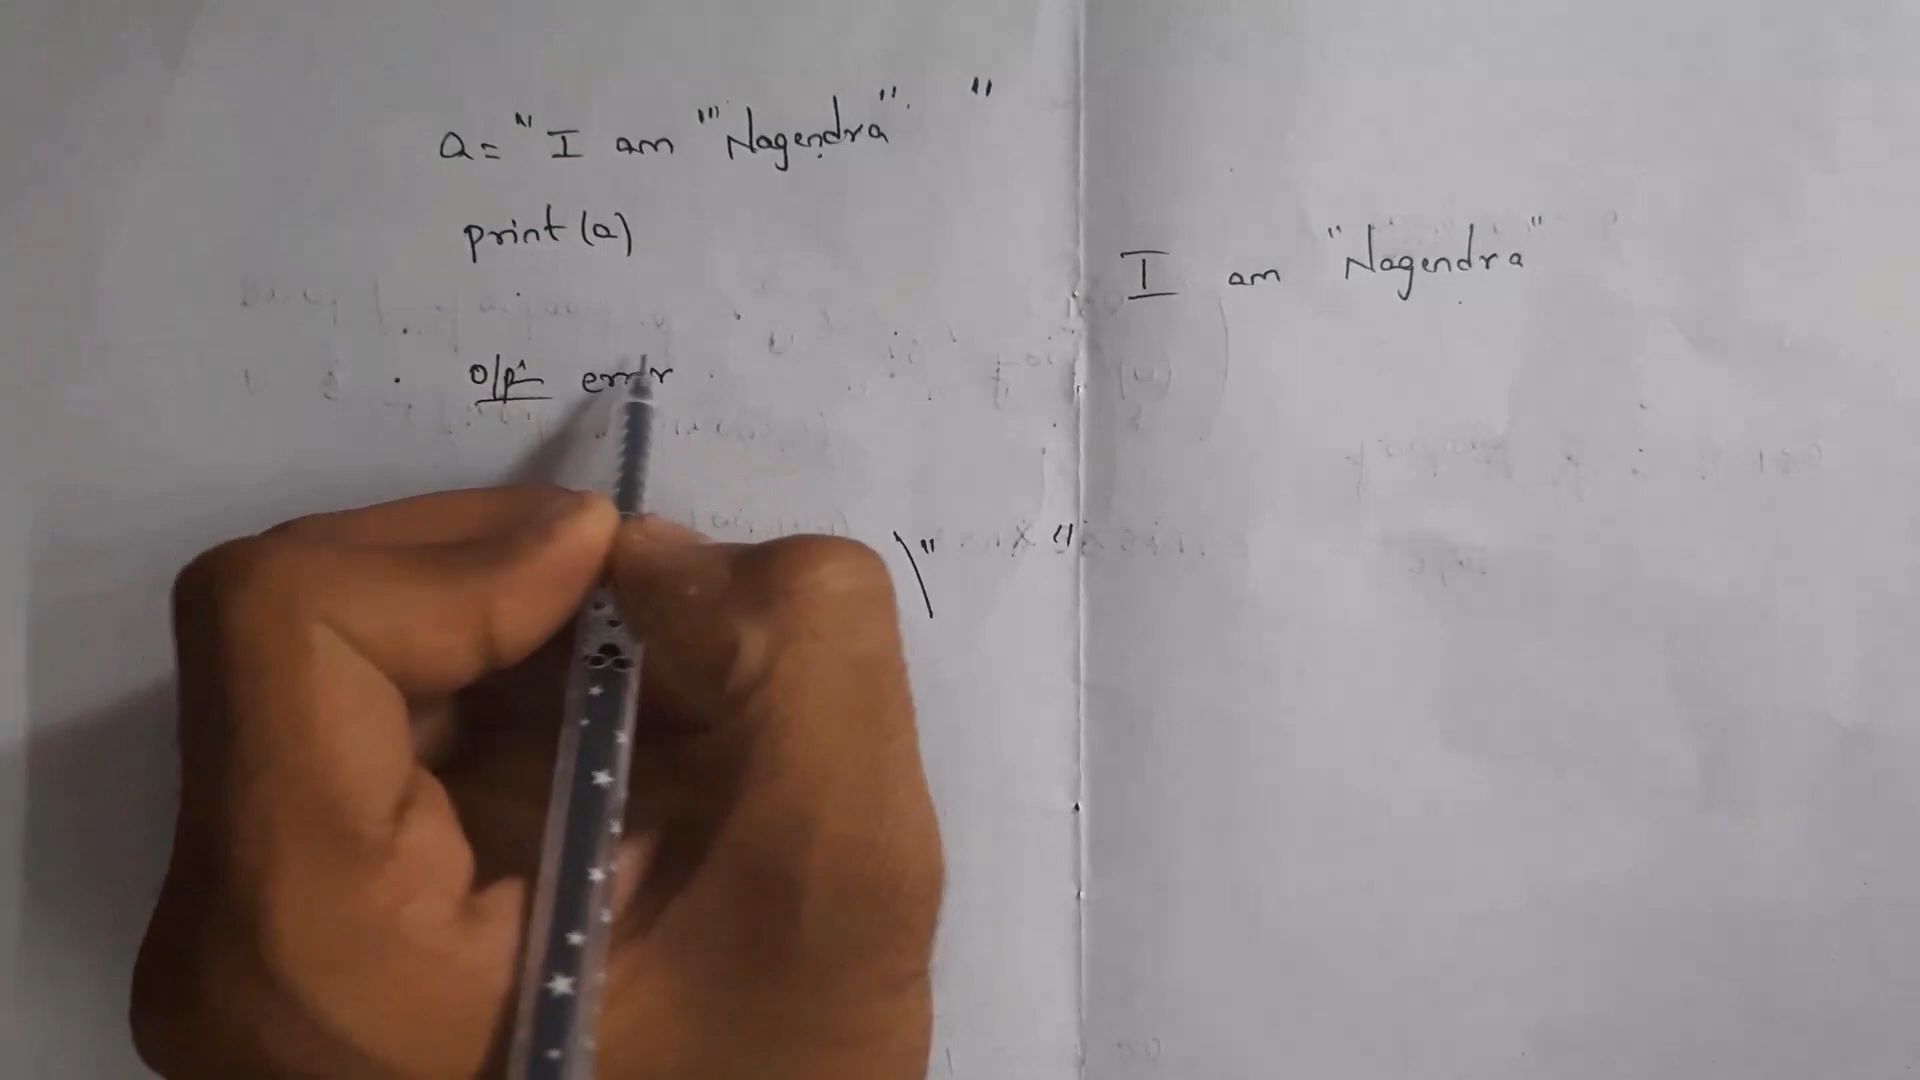 a= "I am "Nagendra" "
print(a)
I am "Nagendra"
o/p error
\" "